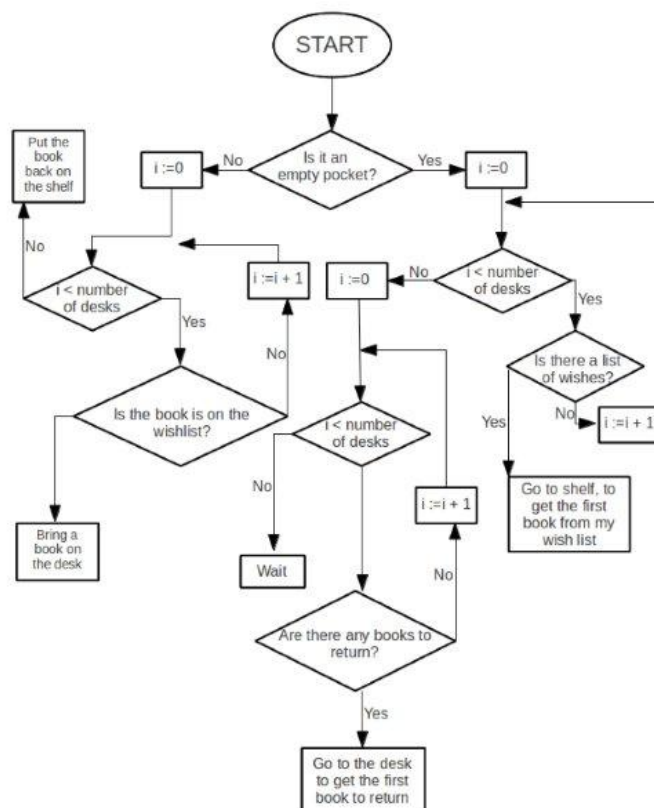 START
Is it an
empty pocket?
No
Yes
i :=0
i :=0
Put the
book
back on
the shelf
No
i < number
of desks
Yes
i :=i + 1
No
Is the book is on the
wishlist?
Bring a
book on
the desk
i < number
of desks
No
Yes
i :=0
Is there a list
of wishes?
Yes
No
i :=i + 1
Go to shelf, to
get the first
book from my
wish list
i < number
of desks
No
Wait
i :=i + 1
No
Are there any books to
return?
Yes
Go to the desk
to get the first
book to return